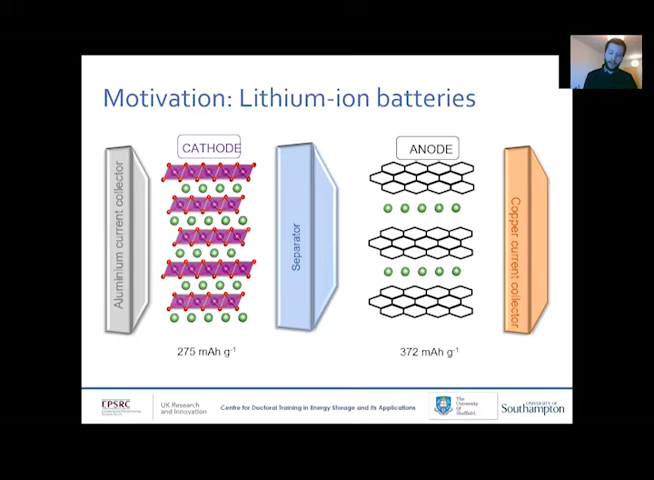 Motivation: Lithium-ion batteries
CATHODE
ANODE
Aluminium current collector
Separator
Copper current collector
275 mAh g⁻¹
372 mAh g⁻¹
EPSRC
UK Research
and Innovation
Centre for Doctoral Training in Energy Storage and its Applications
The
University
Of
Sheffield.
UNIVERSITY OF
Southampton